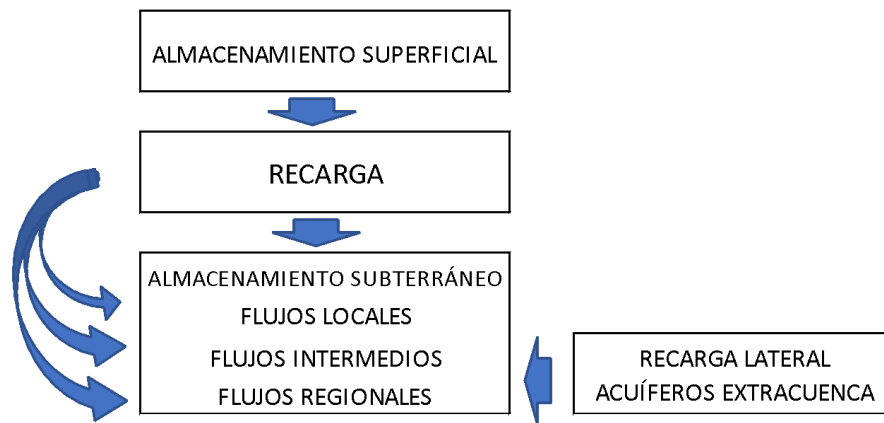 ALMACENAMIENTO SUPERFICIAL
RECARGA
ALMACENAMIENTO SUBTERRÁNEO
FLUJOS LOCALES
FLUJOS INTERMEDIOS
FLUJOS REGIONALES
RECARGA LATERAL
ACUÍFEROS EXTRACUENCA